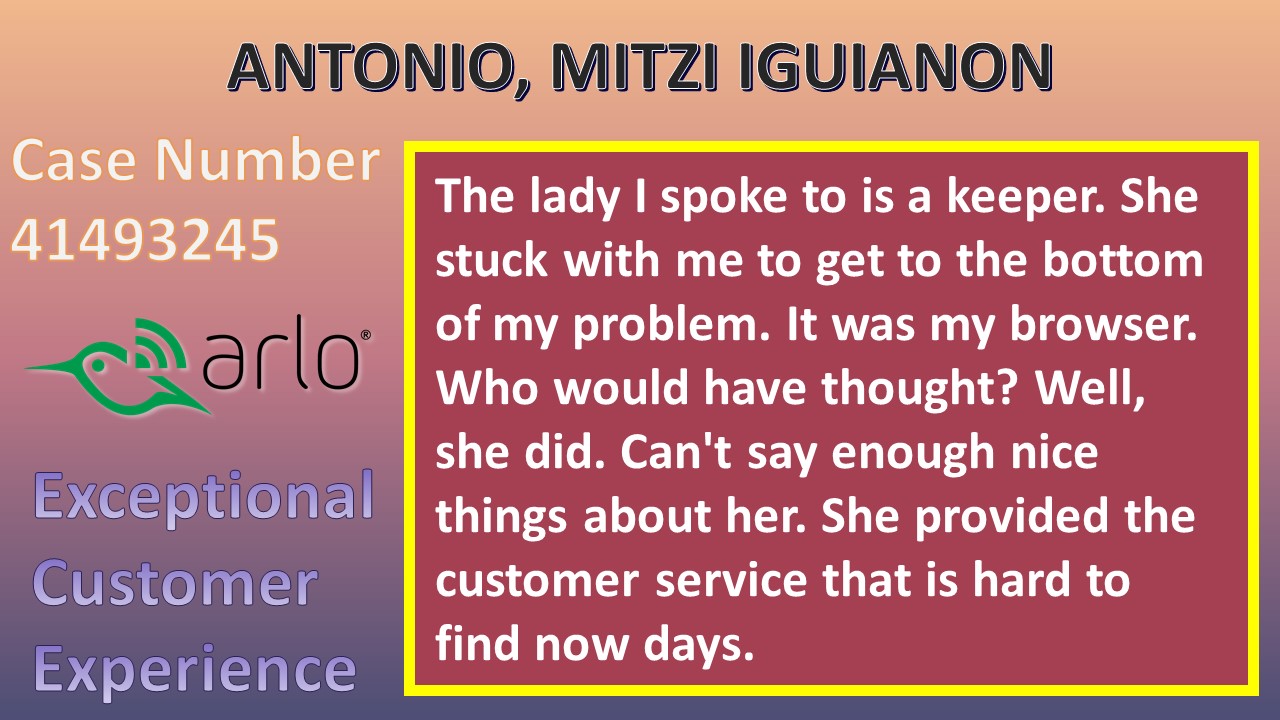 ANTONIO, MITZI IGUIANON
Case Number
41493245
arlo®
Exceptional
Customer
Experience
The lady I spoke to is a keeper. She
stuck with me to get to the bottom
of my problem. It was my browser.
Who would have thought? Well,
she did. Can't say enough nice
things about her. She provided the
customer service that is hard to
find now days.